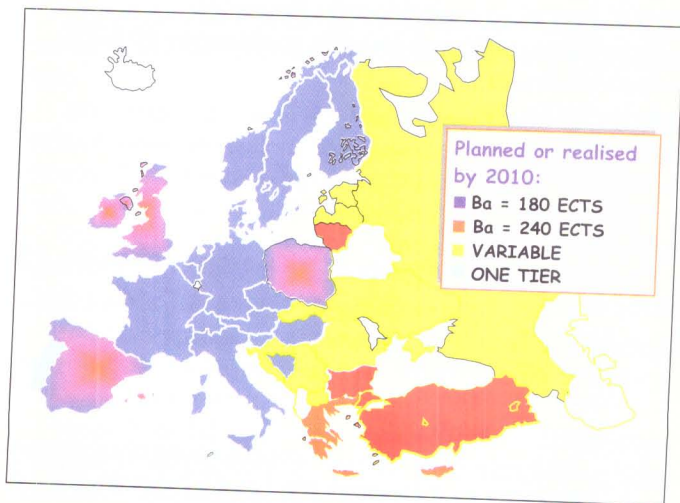 Planned or realised
by 2010:
Ba = 180 ECTS
Ba = 240 ECTS
VARIABLE
ONE TIER